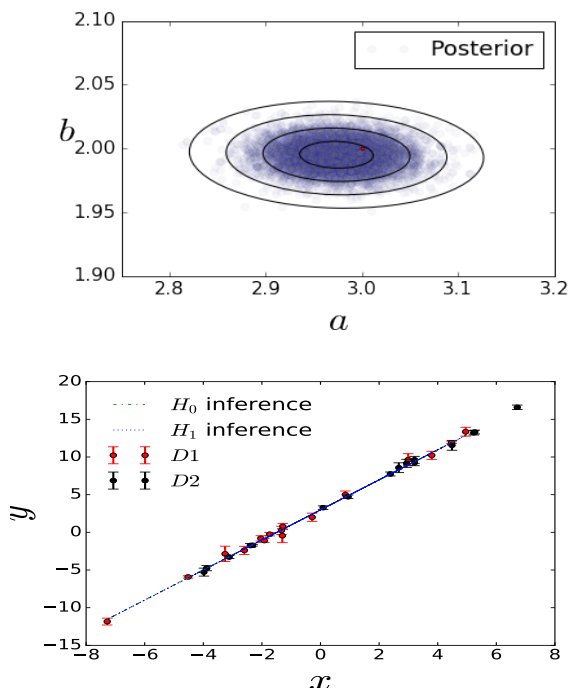 2.10
Posterior
2.05
b
2.00
1.95
1.90
2.8 2.9 3.0 3.1 3.2
a
20
H0 inference
15
H1 inference
10
D1
5
D2
y
0
−5
−10
−15
−8 −6 −4 −2 0 2 4 6 8
x